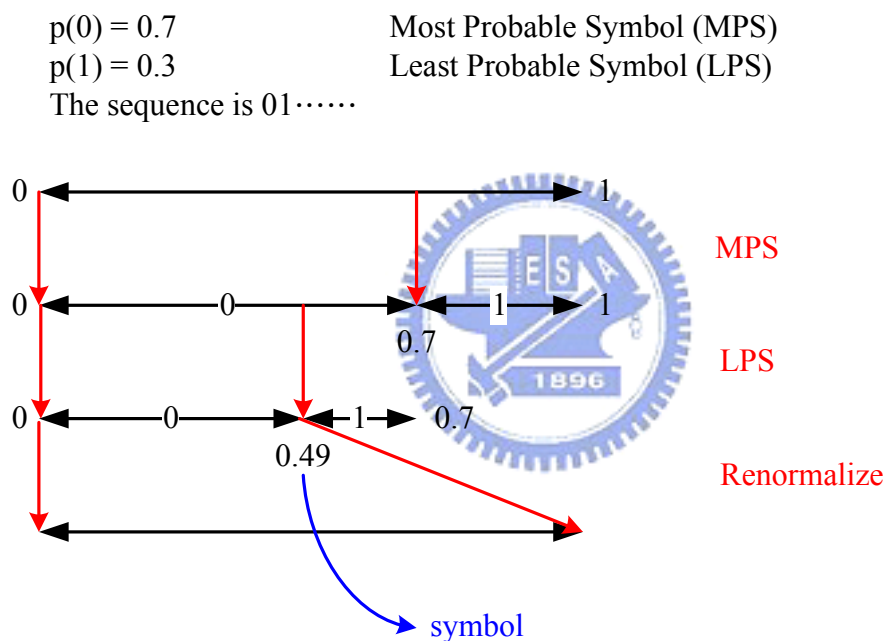 p(0) = 0.7 Most Probable Symbol (MPS)
p(1) = 0.3 Least Probable Symbol (LPS)
The sequence is 01⋯⋯
0 1
MPS
E S A
0 0 1 1
0.7
LPS
1896
0 0 1 0.7
0.49
Renormalize
symbol